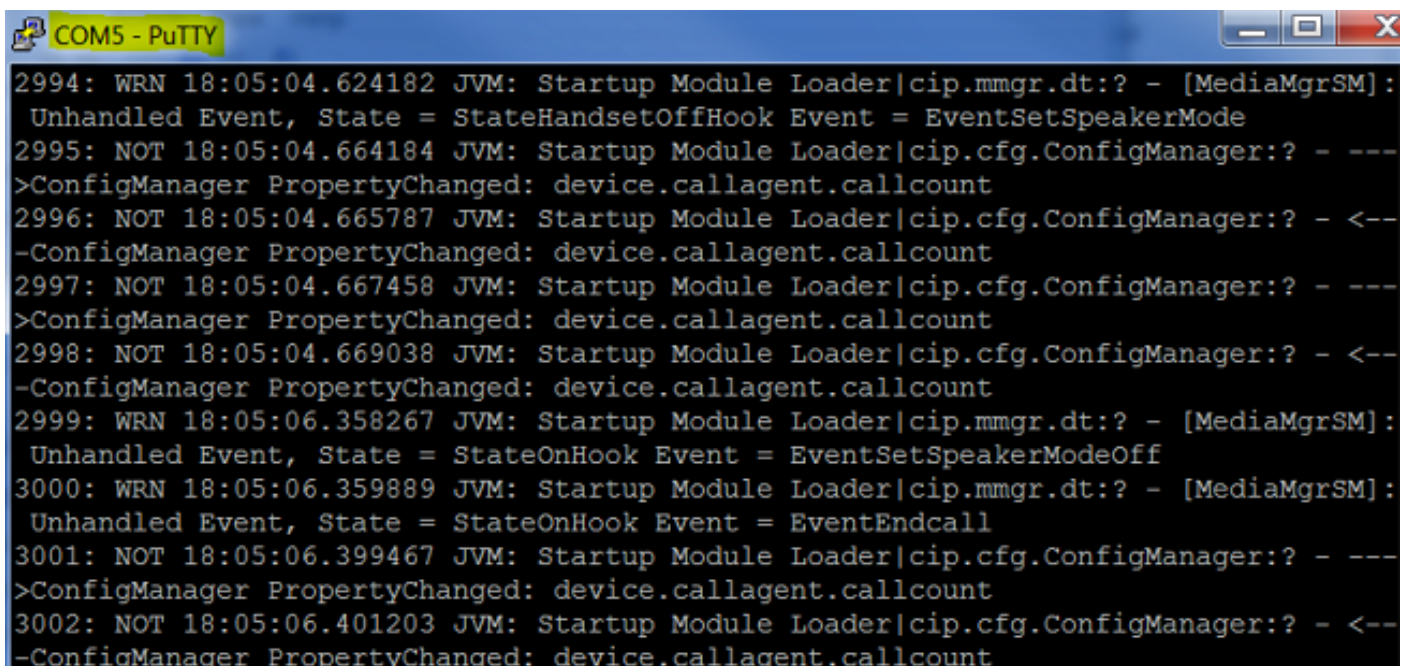 COM5 - PuTTY
2994: WRN 18:05:04.624182 JVM: Startup Module Loader|cip.mmgr.dt:? - [MediaMgrSM]:
 Unhandled Event, State = StateHandsetOffHook Event = EventSetSpeakerMode
2995: NOT 18:05:04.664184 JVM: Startup Module Loader|cip.cfg.ConfigManager:? - ---
>ConfigManager PropertyChanged: device.callagent.callcount
2996: NOT 18:05:04.665787 JVM: Startup Module Loader|cip.cfg.ConfigManager:? - <--
-ConfigManager PropertyChanged: device.callagent.callcount
2997: NOT 18:05:04.667458 JVM: Startup Module Loader|cip.cfg.ConfigManager:? - ---
>ConfigManager PropertyChanged: device.callagent.callcount
2998: NOT 18:05:04.669038 JVM: Startup Module Loader|cip.cfg.ConfigManager:? - <--
-ConfigManager PropertyChanged: device.callagent.callcount
2999: WRN 18:05:06.358267 JVM: Startup Module Loader|cip.mmgr.dt:? - [MediaMgrSM]:
 Unhandled Event, State = StateOnHook Event = EventSetSpeakerModeOff
3000: WRN 18:05:06.359889 JVM: Startup Module Loader|cip.mmgr.dt:? - [MediaMgrSM]:
 Unhandled Event, State = StateOnHook Event = EventEndcall
3001: NOT 18:05:06.399467 JVM: Startup Module Loader|cip.cfg.ConfigManager:? - ---
>ConfigManager PropertyChanged: device.callagent.callcount
3002: NOT 18:05:06.401203 JVM: Startup Module Loader|cip.cfg.ConfigManager:? - <--
-ConfigManager PropertyChanged: device.callagent.callcount